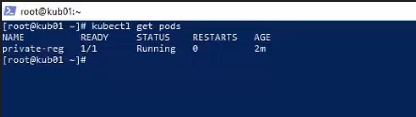 root@kub01:~
[root@kub01 ~]# kubectl get pods
NAME READY STATUS RESTARTS AGE
private-reg 1/1 Running 0 2m
[root@kub01 ~]#